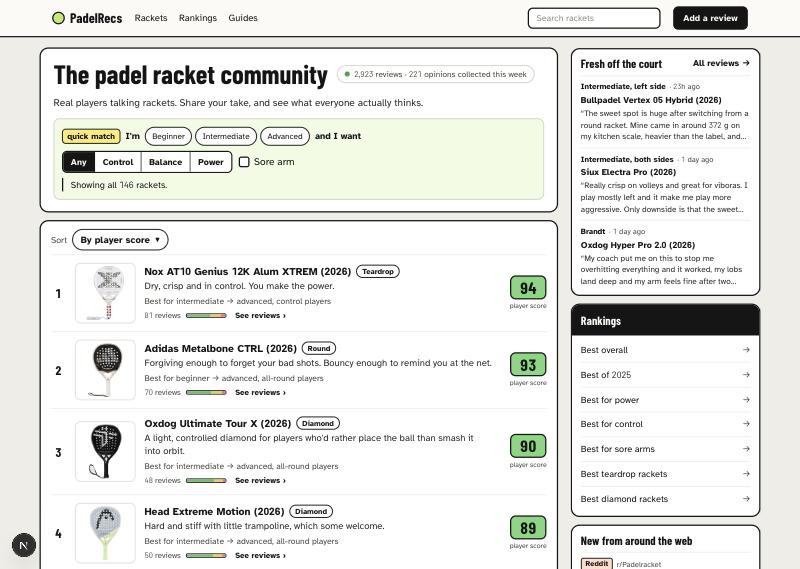 PadelRecs
Rackets
Rankings
Guides
Search rackets
Add a review
The padel racket community
2,923 reviews · 221 opinions collected this week
Real players talking rackets. Share your take, and see what everyone actually thinks.
quick match I'm Beginner Intermediate Advanced and I want
Any Control Balance Power Sore arm
Showing all 146 rackets.
Sort By player score ▾
1
Nox AT10 Genius 12K Alum XTREM (2026) Teardrop
Dry, crisp and in control. You make the power.
Best for intermediate → advanced, control players
81 reviews See reviews ›
94
player score
2
Adidas Metalbone CTRL (2026) Round
Forgiving enough to forget your bad shots. Bouncy enough to remind you at the net.
Best for beginner → advanced, all-round players
70 reviews See reviews ›
93
player score
3
Oxdog Ultimate Tour X (2026) Diamond
A light, controlled diamond for players who'd rather place the ball than smash it
into orbit.
Best for intermediate → advanced, all-round players
48 reviews See reviews ›
90
player score
4
Head Extreme Motion (2026) Diamond
Hard and stiff with little trampoline, which some welcome.
Best for intermediate → advanced, all-round players
50 reviews See reviews ›
89
player score
Fresh off the court
All reviews →
Intermediate, left side · 23h ago
Bullpadel Vertex 05 Hybrid (2026)
“The sweet spot is huge after switching from a
round racket. Mine came in around 372 g on
my kitchen scale, heavier than the label, and...
Intermediate, both sides · 1 day ago
Siux Electra Pro (2026)
“Really crisp on volleys and great for viboras. I
play mostly left and it make me play more
aggressive. Only downside is that the sweet...
Brandt · 1 day ago
Oxdog Hyper Pro 2.0 (2026)
“My coach put me on this to stop me
overhitting everything and it worked, my lobs
land deep and my arm feels fine after two...
Rankings
Best overall →
Best of 2025 →
Best for power →
Best for control →
Best for sore arms →
Best teardrop rackets →
Best diamond rackets →
New from around the web
Reddit r/Padelracket
N